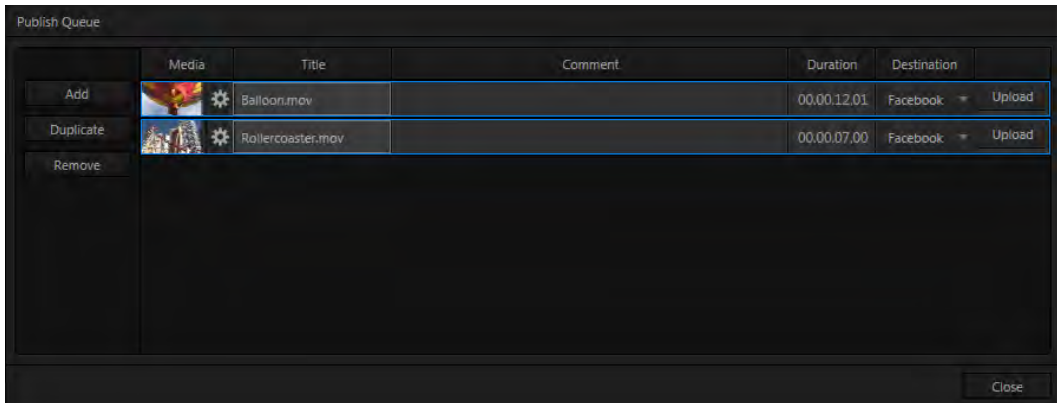 Publish Queue
Media Title Comment Duration Destination
Add
Balloon.mov 00.00.12.01 Facebook Upload
Duplicate
Rollercoaster.mov 00.00.07.00 Facebook Upload
Remove
Close